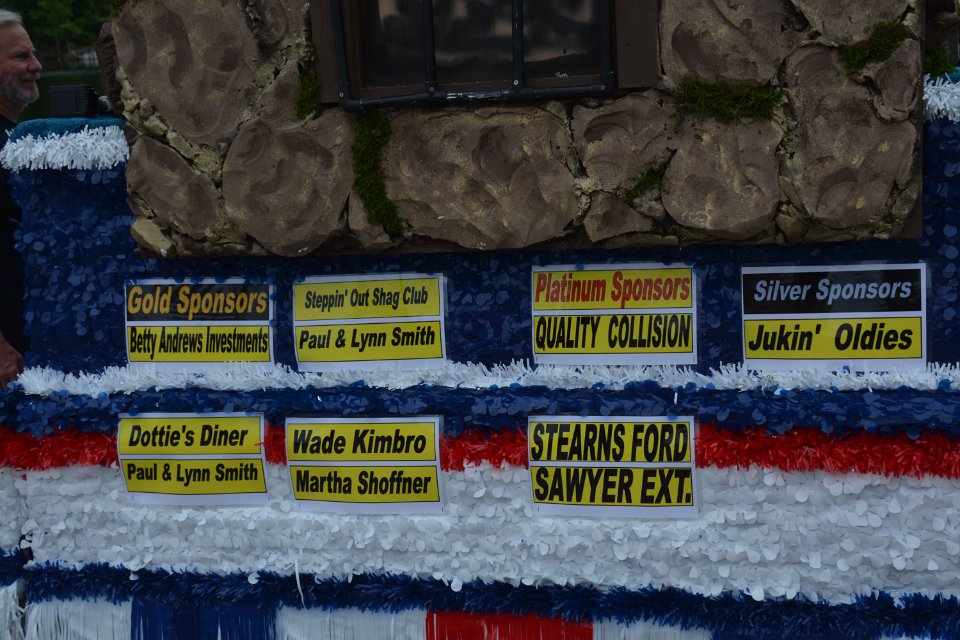 Gold Sponsors
Betty Andrews Investments
Steppin' Out Shag Club
Paul & Lynn Smith
Platinum Sponsors
QUALITY COLLISION
Silver Sponsors
Jukin' Oldies
Dottie's Diner
Paul & Lynn Smith
Wade Kimbro
Martha Shoffner
STEARNS FORD
SAWYER EXT.